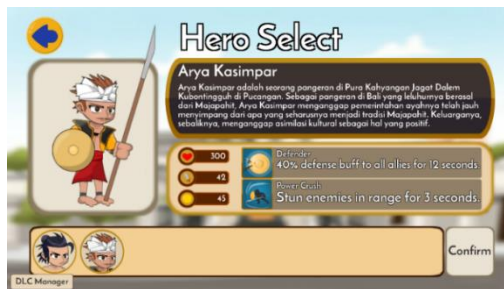 Hero Select
Arya Kasimpar
Arya Kasimpar adalah seorang pangeran di Pura Kahyangan Jagat Dalem
Kubontingguh di Pucangan. Sebagai pangeran di Bali yang leluhurnya berasal
dari Majapahit, Arya Kasimpar menganggap pemerintahan ayahnya telah jauh
menyimpang dari apa yang seharusnya menjadi tradisi Majapahit. Keluarganya,
sebaliknya, menganggap asimilasi kultural sebagai hal yang positif.
300
42
45
Defender
40% defense buff to all allies for 12 seconds.
Power Crush
Stun enemies in range for 3 seconds.
Confirm
DLC Manager